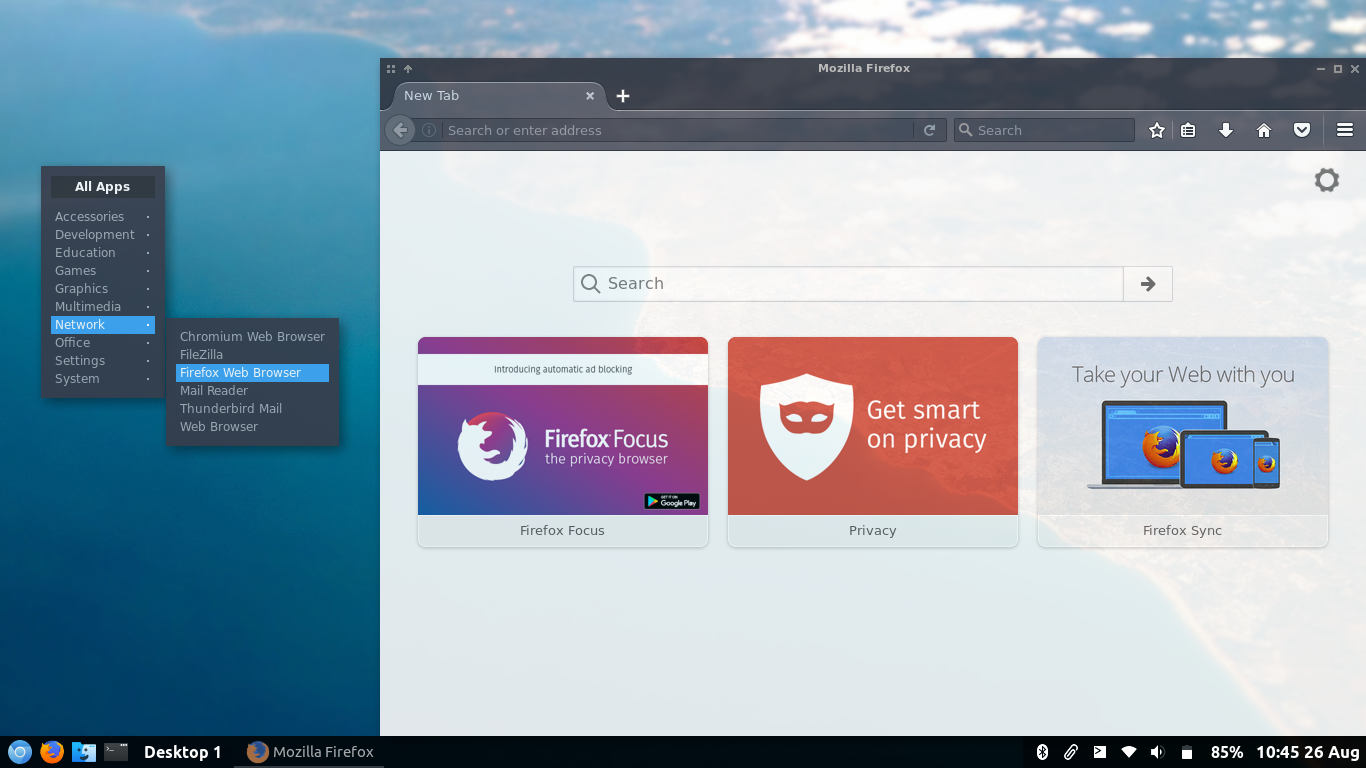 Mozilla Firefox
New Tab
Search or enter address
Search
All Apps
Accessories
Development
Education
Games
Graphics
Multimedia
Network
Office
Settings
System
Chromium Web Browser
FileZilla
Firefox Web Browser
Mail Reader
Thunderbird Mail
Web Browser
Search
Introducing automatic ad blocking
Firefox Focus
the privacy browser
GET IT ON
Google Play
Firefox Focus
Get smart
on privacy
Privacy
Take your Web with you
Firefox Sync
Desktop 1
Mozilla Firefox
85%
10:45 26 Aug